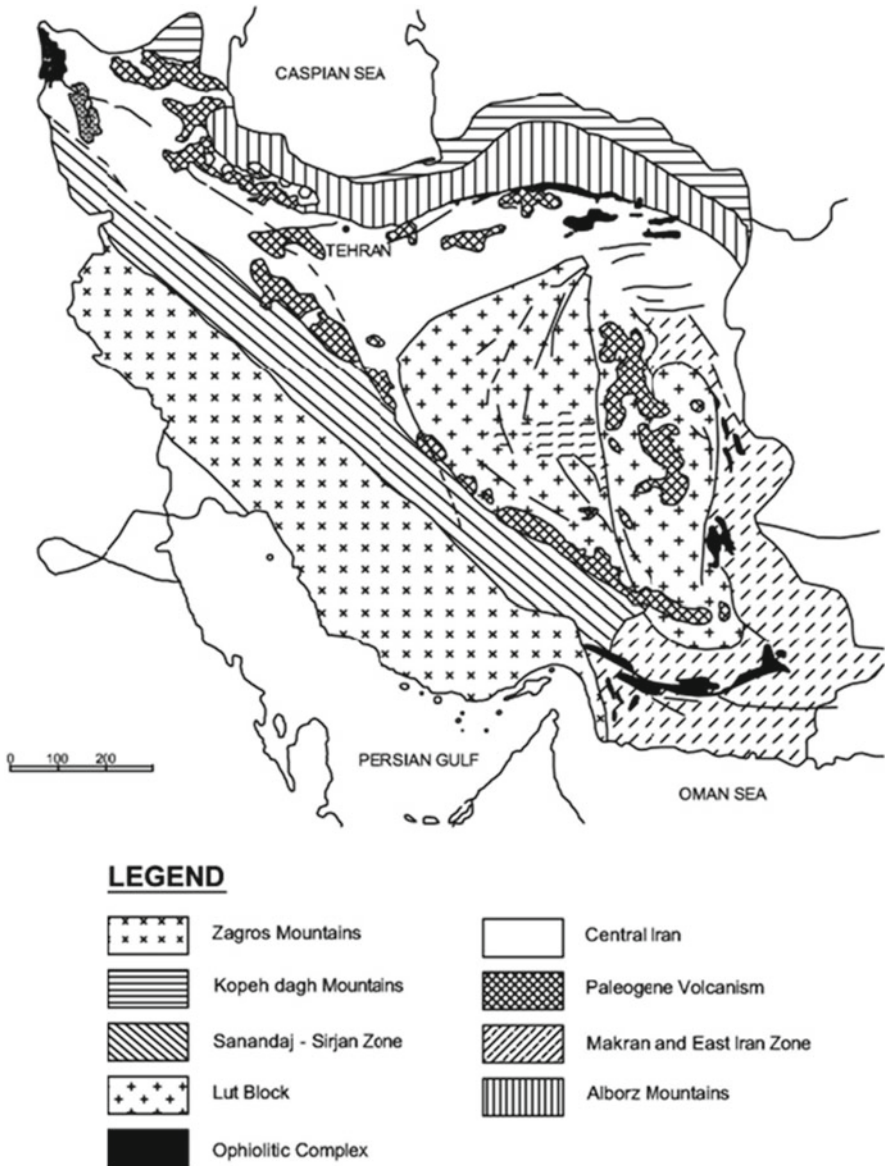 CASPIAN SEA
TEHRAN
PERSIAN GULF
0 100 200
OMAN SEA
LEGEND
Zagros Mountains
Kopeh dagh Mountains
Sanandaj - Sirjan Zone
Lut Block
Ophiolitic Complex
Central Iran
Paleogene Volcanism
Makran and East Iran Zone
Alborz Mountains